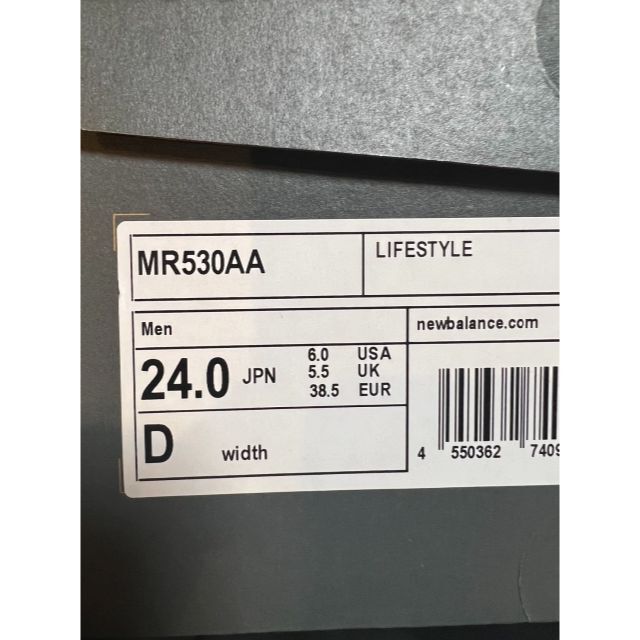 MR530AA
LIFESTYLE
Men
newbalance.com
24.0 JPN
6.0 USA
5.5 UK
38.5 EUR
D width
4 550362 7409